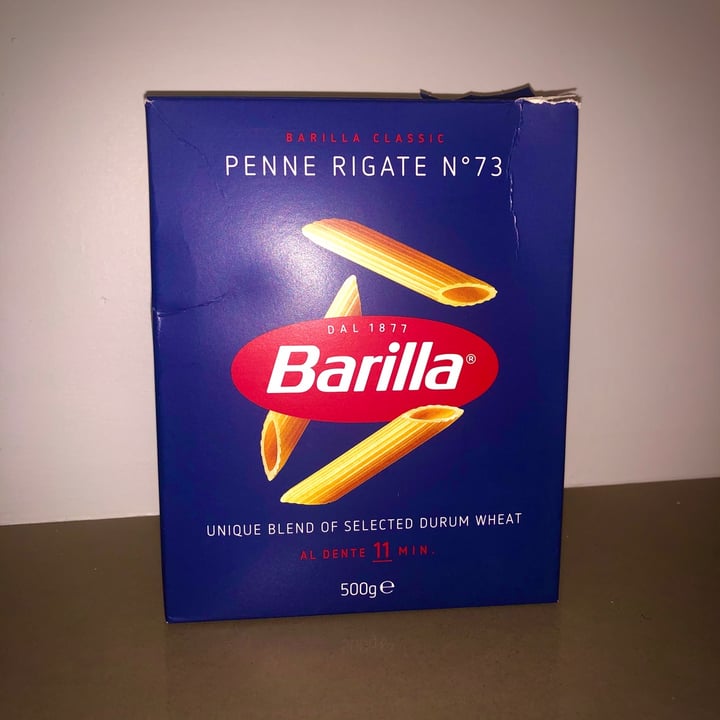 BARILLA CLASSIC
PENNE RIGATE N°73
DAL 1877
Barilla®
UNIQUE BLEND OF SELECTED DURUM WHEAT
AL DENTE 11 MIN.
500g℮